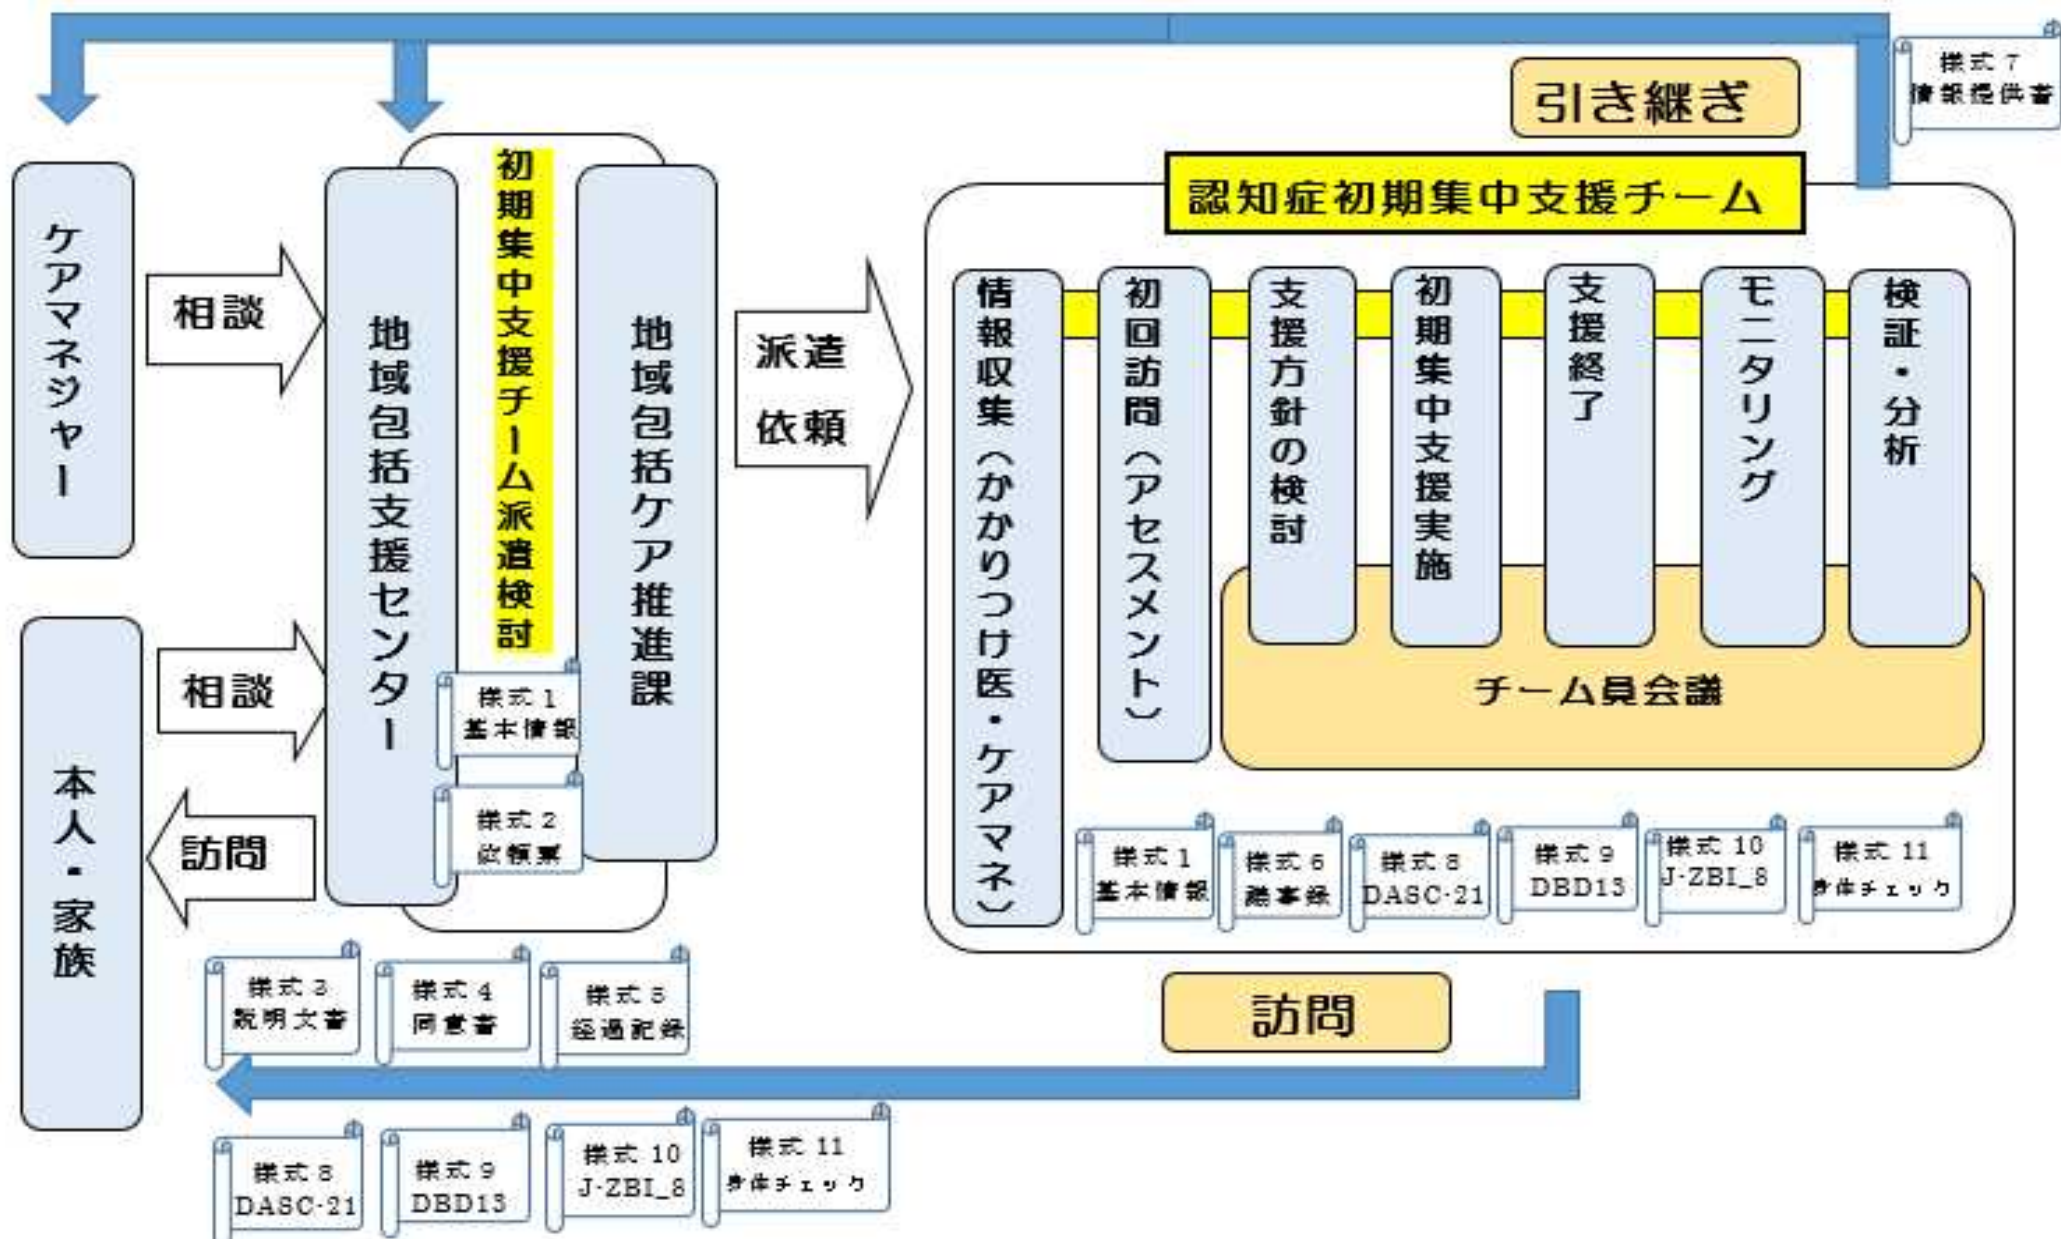 様式 7
情報提供書
引き継ぎ
認知症初期集中支援チーム
ケアマネジャー
相談
地域包括支援センター
初期集中支援チーム派遣検討
地域包括ケア推進課
様式 1
基本情報
様式 2
依頼票
派遣
依頼
情報収集（かかりつけ医・ケアマネ）
初回訪問（アセスメント）
支援方針の検討
初期集中支援実施
支援終了
モニタリング
検証・分析
チーム員会議
様式 1
基本情報
様式 6
議事録
様式 8
DASC-21
様式 9
DBD13
様式 10
J-ZBI_8
様式 11
身体チェック
本人・家族
相談
訪問
様式 3
説明文書
様式 4
同意書
様式 5
経過記録
訪問
様式 8
DASC-21
様式 9
DBD13
様式 10
J-ZBI_8
様式 11
身体チェック